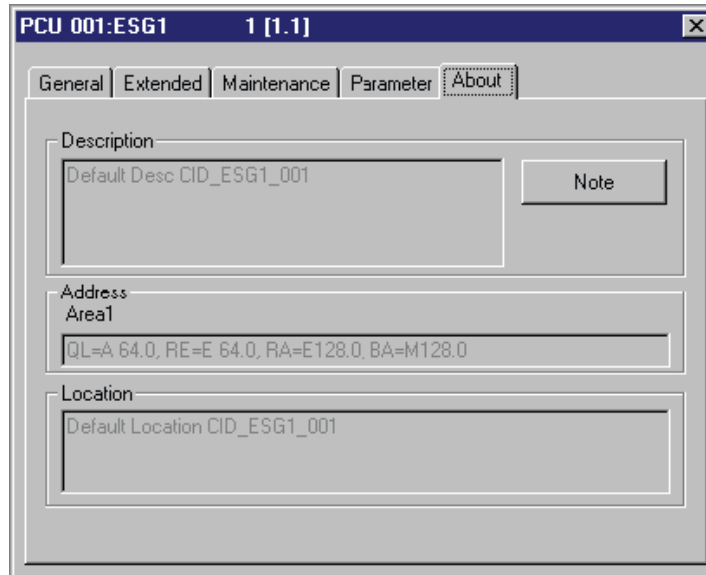 PCU 001:ESG1 1 [1.1]
General Extended Maintenance Parameter About
Description
Default Desc CID_ESG1_001
Note
Address
Area1
QL=A 64.0, RE=E 64.0, RA=E128.0, BA=M128.0
Location
Default Location CID_ESG1_001